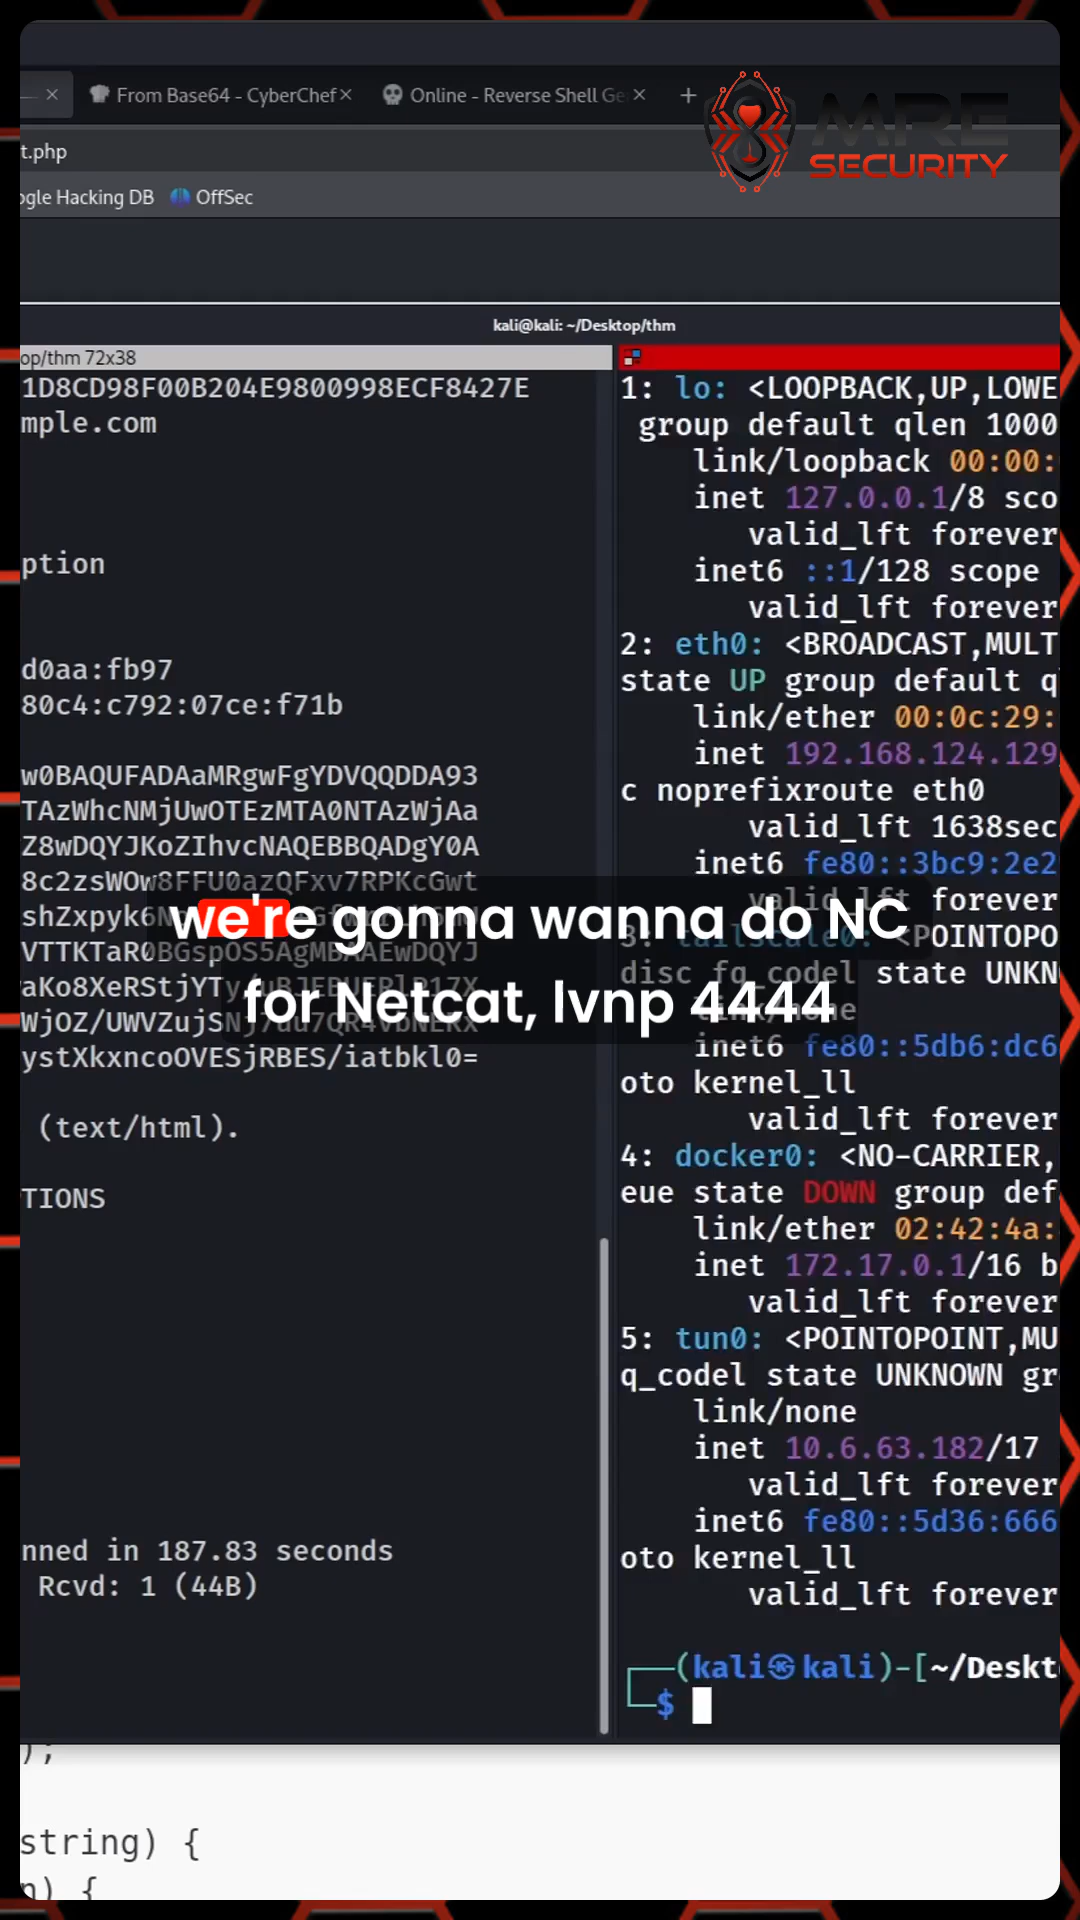 From Base64 - CyberChef
Online - Reverse Shell Ge
MRE
SECURITY
t.php
ogle Hacking DB
OffSec
kali@kali: ~/Desktop/thm
op/thm 72x38
1D8CD98F00B204E9800998ECF8427E
mple.com
ption
d0aa:fb97
80c4:c792:07ce:f71b
w0BAQUFADAaMRgwFgYDVQQDDA93
TAzWhcNMjUwOTEzMTA0NTAzWjAa
Z8wDQYJKoZIhvcNAQEBBQADgY0A
8c2zsWOw8FFU0azQFxv7RPKcGwt
VTTKTaR0BGspOS5AgMBAAEwDQYJ
ystXkxncoOVESjRBES/iatbkl0=
(text/html).
TIONS
nned in 187.83 seconds
Rcvd: 1 (44B)
1: lo: <LOOPBACK,UP,LOWE
group default qlen 1000
link/loopback 00:00:
inet 127.0.0.1/8 sco
valid_lft forever
inet6 ::1/128 scope
valid_lft forever
2: eth0: <BROADCAST,MULT
state UP group default q
link/ether 00:0c:29:
inet 192.168.124.129
c noprefixroute eth0
valid_lft 1638sec
inet6 fe80::3bc9:2e2
valid_lft forever
3: tailscale0: <POINTOPO
disc fq_codel state UNKN
link/none
inet6 fe80::5db6:dc6
oto kernel_ll
valid_lft forever
4: docker0: <NO-CARRIER,
eue state DOWN group def
link/ether 02:42:4a:
inet 172.17.0.1/16 b
valid_lft forever
5: tun0: <POINTOPOINT,MU
q_codel state UNKNOWN gr
link/none
inet 10.6.63.182/17
valid_lft forever
inet6 fe80::5d36:666
oto kernel_ll
valid_lft forever
(kali㉿kali)-[~/Deskt
$
we're gonna wanna do NC
for Netcat, lvnp 4444
);
string) {
n) {